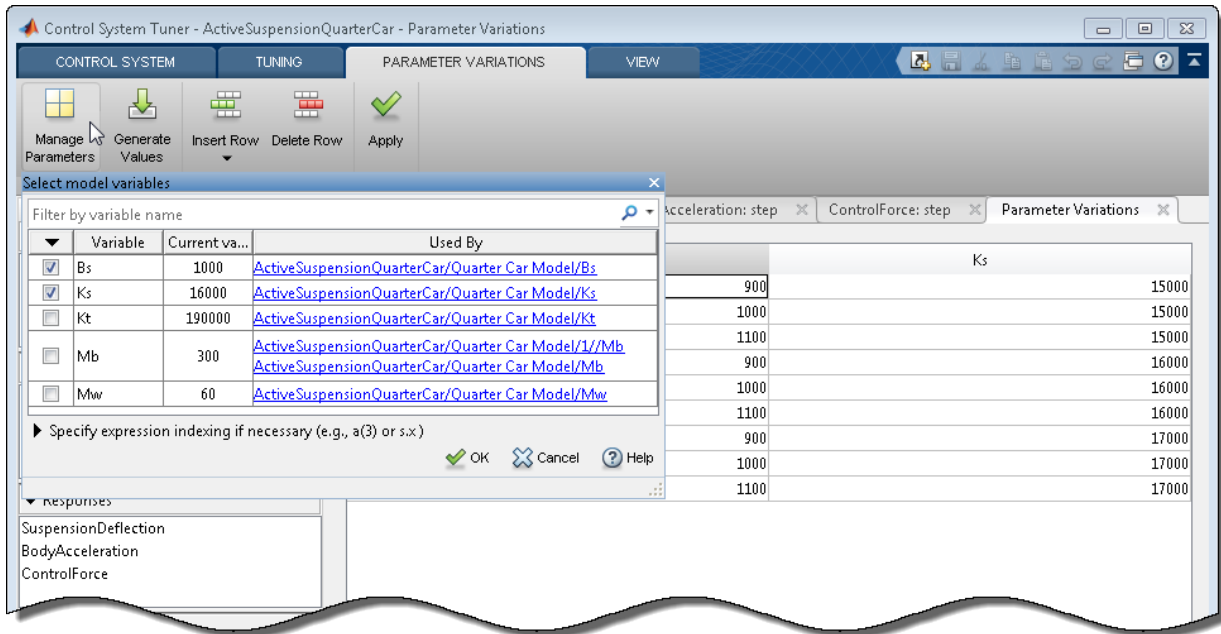 Control System Tuner - ActiveSuspensionQuarterCar - Parameter Variations
CONTROL SYSTEM TUNING PARAMETER VARIATIONS VIEW
Manage Parameters
Generate Values
Insert Row
Delete Row
Apply
Select model variables
Filter by variable name
Variable Current va... Used By
Bs 1000 ActiveSuspensionQuarterCar/Quarter Car Model/Bs
Ks 16000 ActiveSuspensionQuarterCar/Quarter Car Model/Ks
Kt 190000 ActiveSuspensionQuarterCar/Quarter Car Model/Kt
Mb 300 ActiveSuspensionQuarterCar/Quarter Car Model/1//Mb
ActiveSuspensionQuarterCar/Quarter Car Model/Mb
Mw 60 ActiveSuspensionQuarterCar/Quarter Car Model/Mw
Specify expression indexing if necessary (e.g., a(3) or s.x)
OK Cancel Help
Acceleration: step ControlForce: step Parameter Variations
Ks
900 15000
1000 15000
1100 15000
900 16000
1000 16000
1100 16000
900 17000
1000 17000
1100 17000
Responses
SuspensionDeflection
BodyAcceleration
ControlForce